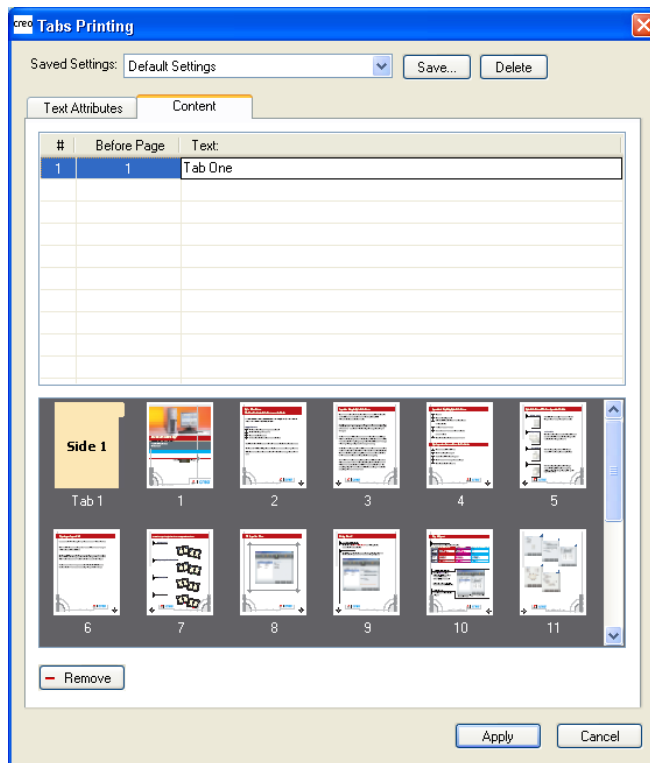 creo Tabs Printing
Saved Settings: Default Settings Save... Delete
Text Attributes Content
# Before Page Text:
1 1 Tab One
Side 1
Tab 1 1 2 3 4 5
6 7 8 9 10 11
Remove
Apply Cancel